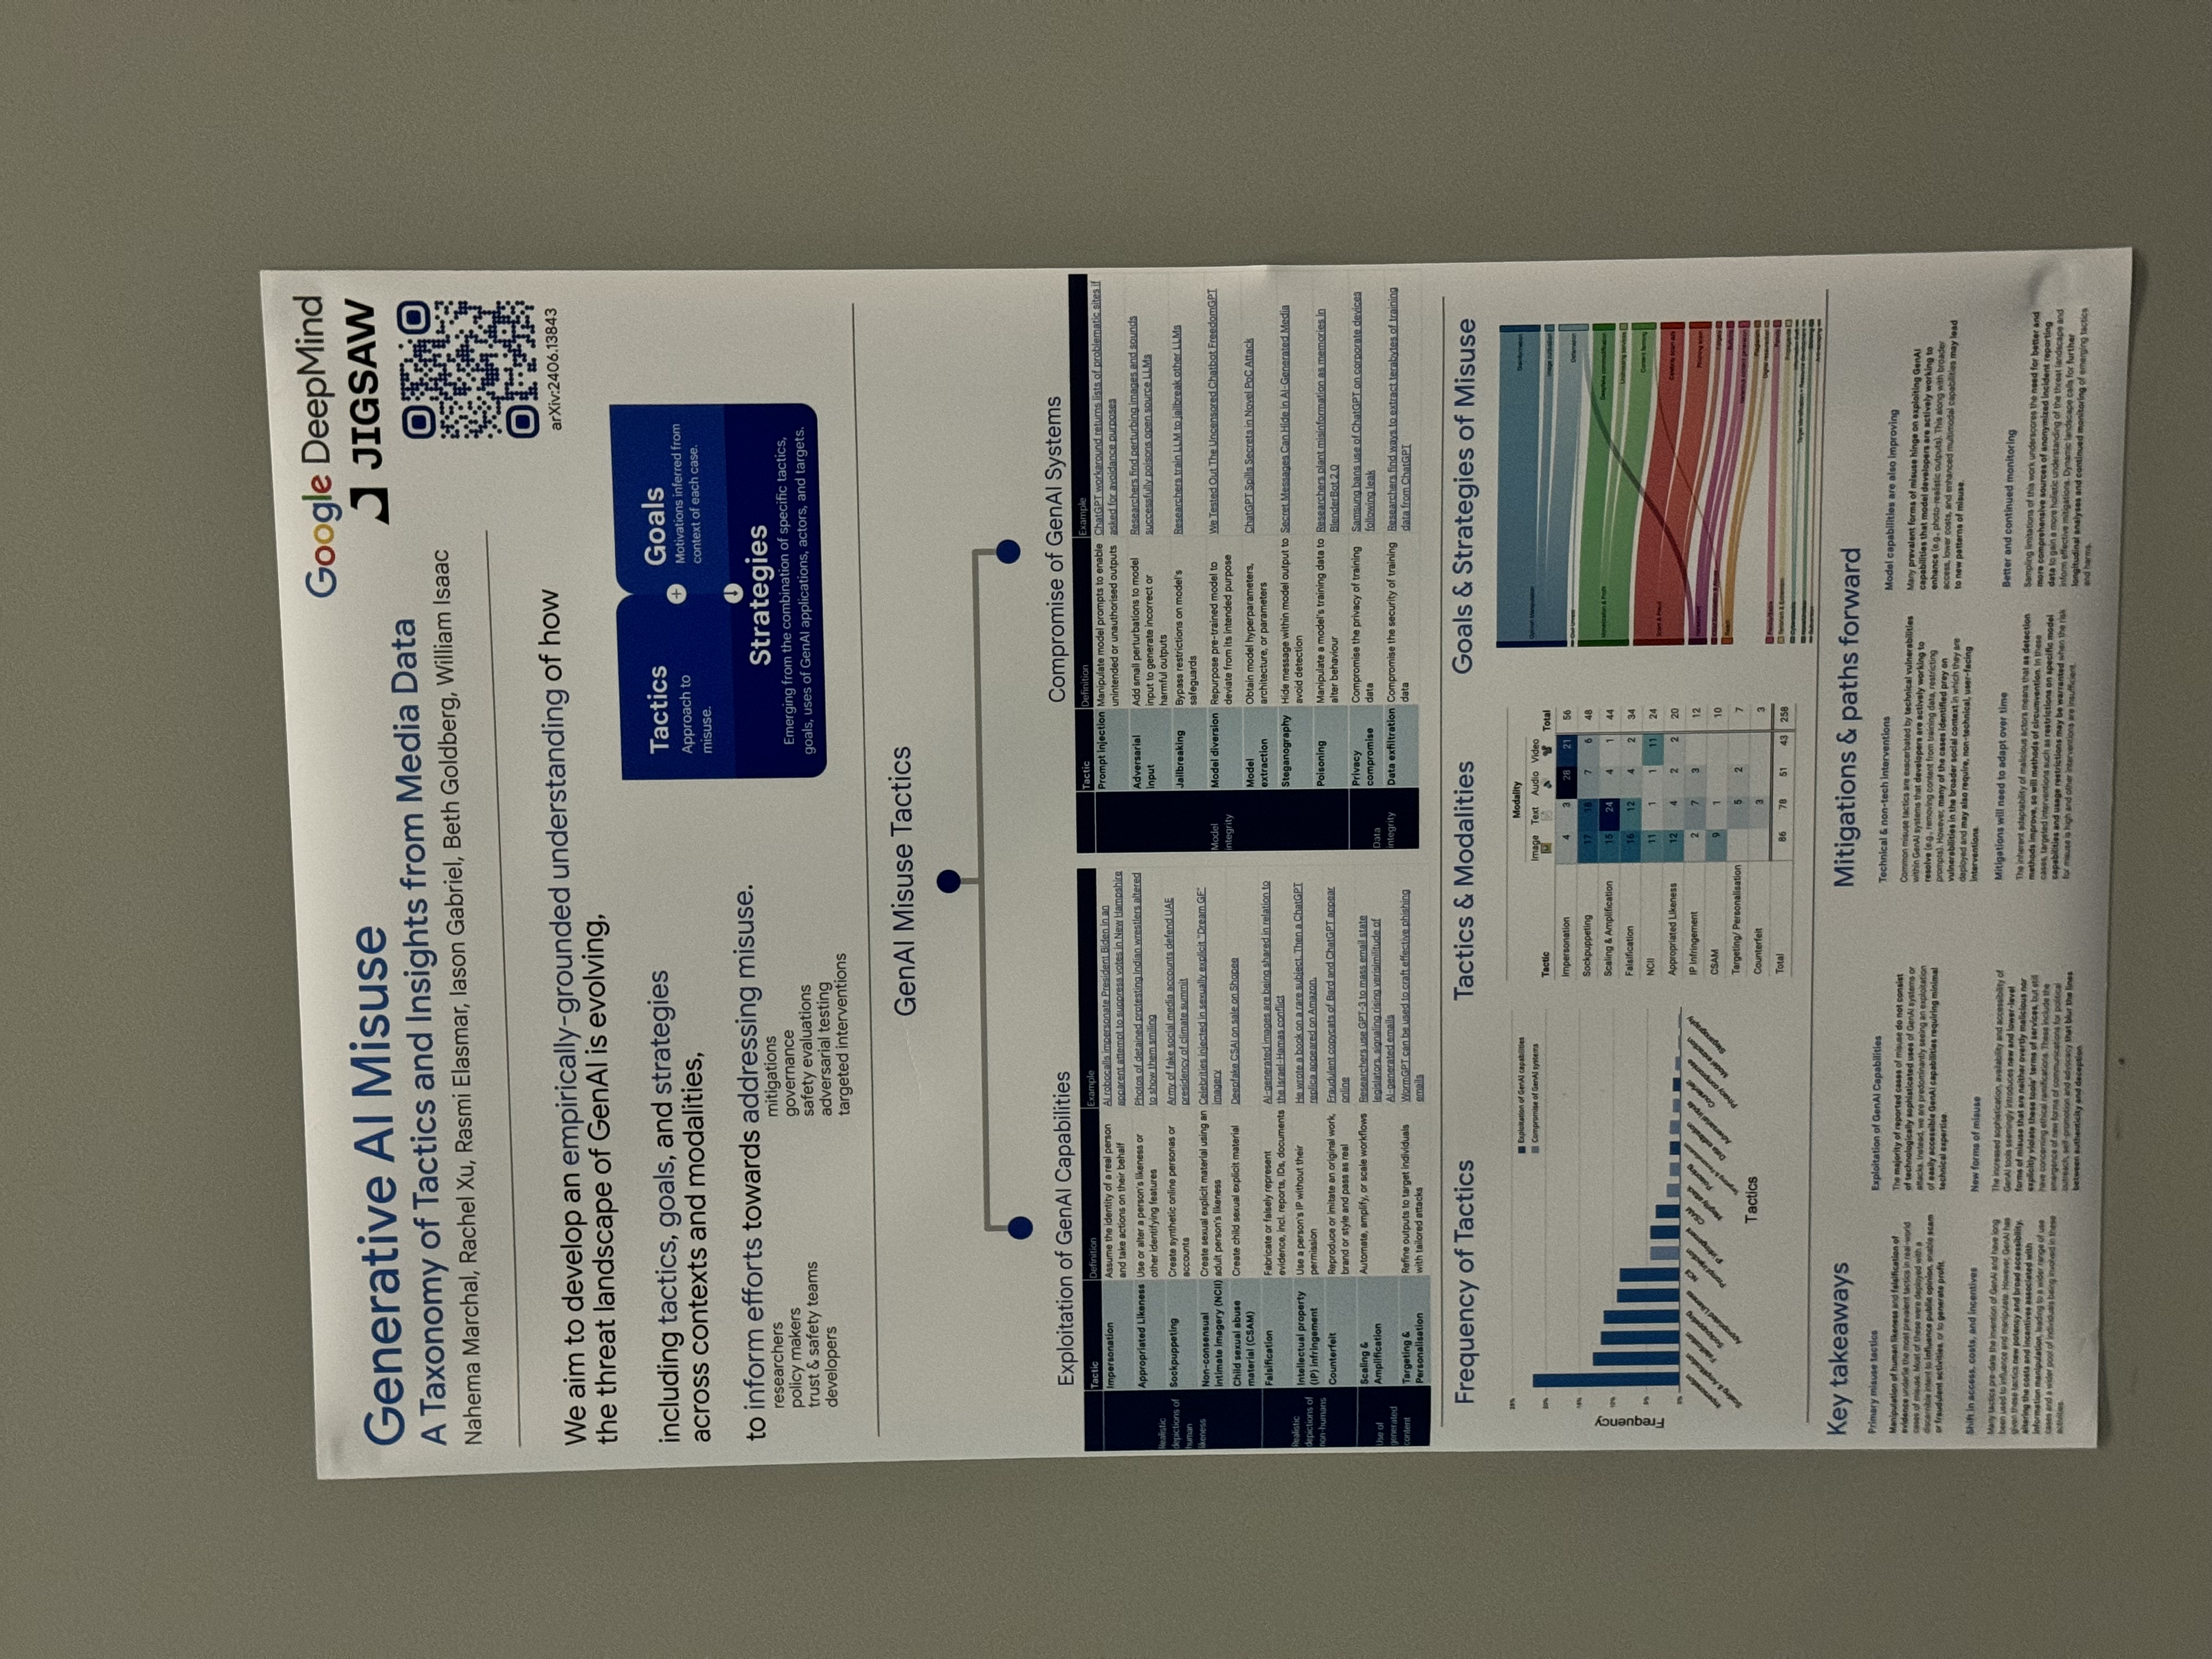 Google DeepMind
JIGSAW
Generative AI Misuse
A Taxonomy of Tactics and Insights from Media Data
Nahema Marchal, Rachel Xu, Rasmi Elasmar, Iason Gabriel, Beth Goldberg, William Isaac
arXiv:2406.13843
We aim to develop an empirically-grounded understanding of how
the threat landscape of GenAI is evolving,
including tactics, goals, and strategies
across contexts and modalities,
to inform efforts towards addressing misuse.
researchers
policy makers
trust & safety teams
developers
mitigations
governance
safety evaluations
adversarial testing
targeted interventions
Tactics
Approach to
misuse.
Goals
Motivations inferred from
context of each case.
Strategies
Emerging from the combination of specific tactics,
goals, uses of GenAI applications, actors, and targets.
GenAI Misuse Tactics
Exploitation of GenAI Capabilities
Tactic Definition Example
Realistic
depictions of
human
likeness
Impersonation
Assume the identity of a real person
and take actions on their behalf
AI robocalls impersonate President Biden in an
apparent attempt to suppress votes in New Hampshire
Appropriated Likeness
Use or alter a person's likeness or
other identifying features
Photos of detained protesting Indian wrestlers altered
to show them smiling
Sockpuppeting
Create synthetic online personas or
accounts
Army of fake social media accounts defend UAE
presidency of climate summit
Non-consensual
intimate imagery (NCII)
Create sexual explicit material using an
adult person's likeness
Celebrities injected in sexually explicit "Dream GF"
imagery
Child sexual abuse
material (CSAM)
Create child sexual explicit material
Deepfake CSAI on sale on Shopee
Realistic
depictions of
non-humans
Falsification
Fabricate or falsely represent
evidence, incl. reports, IDs, documents
AI-generated images are being shared in relation to
the Israel-Hamas conflict
Intellectual property
(IP) infringement
Use a person's IP without their
permission
He wrote a book on a rare subject. Then a ChatGPT
replica appeared on Amazon.
Counterfeit
Reproduce or imitate an original work,
brand or style and pass as real
Fraudulent copycats of Bard and ChatGPT appear
online
Use of
generated
content
Scaling &
Amplification
Automate, amplify, or scale workflows
Researchers use GPT-3 to mass email state
legislators, signaling rising verisimilitude of
AI-generated emails
Targeting &
Personalisation
Refine outputs to target individuals
with tailored attacks
WormGPT can be used to craft effective phishing
emails
Compromise of GenAI Systems
Tactic Definition Example
Model
integrity
Prompt injection
Manipulate model prompts to enable
unintended or unauthorised outputs
ChatGPT workaround returns lists of problematic sites if
asked for avoidance purposes
Adversarial
input
Add small perturbations to model
input to generate incorrect or
harmful outputs
Researchers find perturbing images and sounds
successfully poisons open source LLMs
Jailbreaking
Bypass restrictions on model's
safeguards
Researchers train LLM to jailbreak other LLMs
Model diversion
Repurpose pre-trained model to
deviate from its intended purpose
We Tested Out The Uncensored Chatbot FreedomGPT
Model
extraction
Obtain model hyperparameters,
architecture, or parameters
ChatGPT Spills Secrets in Novel PoC Attack
Steganography
Hide message within model output to
avoid detection
Secret Messages Can Hide in AI-Generated Media
Poisoning
Manipulate a model's training data to
alter behaviour
Researchers plant misinformation as memories in
BlenderBot 2.0
Data
integrity
Privacy
compromise
Compromise the privacy of training
data
Samsung bans use of ChatGPT on corporate devices
following leak
Data exfiltration
Compromise the security of training
data
Researchers find ways to extract terabytes of training
data from ChatGPT
Frequency of Tactics
Exploitation of GenAI capabilities
Compromise of GenAI systems
25%
20%
15%
10%
5%
0%
Frequency
Impersonation
Scaling & Amplification
Falsification
Sockpuppeting
Appropriated Likeness
NCII
Prompt injection
IP infringement
CSAM
Integrity attack
Poisoning
Targeting & Personalisation
Data exfiltration
Adversarial inputs
Counterfeit
Privacy compromise
Model extraction
Steganography
Tactics
Tactics & Modalities
Modality
Tactic Image Text Audio Video Total
Impersonation 4 3 28 21 56
Sockpuppeting 17 18 7 6 48
Scaling & Amplification 15 24 4 1 44
Falsification 16 12 4 2 34
NCII 11 1 1 11 24
Appropriated Likeness 12 4 2 2 20
IP Infringement 2 7 3 12
CSAM 9 1 10
Targeting/ Personalisation 5 2 7
Counterfeit 3 3
Total 86 78 51 43 258
Goals & Strategies of Misuse
Opinion Manipulation
Civil Unrest
Monetization & Profit
Scam & Fraud
Harassment
Reach
Parody/Satire
Terrorism & Extremism
Cyberattacks
Subversion
Disinformation
Image cultivation
Defamation
Deepfake commodification
Undressing services
Content farming
Celebrity scam ads
Phishing scam
Forgery
Bullying
Plagiarism
Digital resurrection
Parody
Propaganda
Key takeaways
Primary misuse tactics
Manipulation of human likeness and falsification of
evidence underlie the most prevalent tactics in real-world
cases of misuse. Most of these were deployed with a
discernible intent to influence public opinion, enable scam
or fraudulent activities, or to generate profit.
Shift in access, costs, and incentives
Many tactics pre-date the invention of GenAI and have long
been used to influence and manipulate. However, GenAI has
given these tactics new potency and broad accessibility,
altering the costs and incentives associated with
information manipulation, leading to a wider range of use
cases and a wider pool of individuals being involved in these
activities.
Exploitation of GenAI Capabilities
The majority of reported cases of misuse do not consist
of technologically sophisticated uses of GenAI systems or
attacks. Instead, we are predominantly seeing an exploitation
of easily accessible GenAI capabilities requiring minimal
technical expertise.
New forms of misuse
The increased sophistication, availability and accessibility of
GenAI tools seemingly introduces new and lower-level
forms of misuse that are neither overtly malicious nor
explicitly violate these tools' terms of services, but still
have concerning ethical ramifications. These include the
emergence of new forms of communications for political
outreach, self-promotion and advocacy that blur the lines
between authenticity and deception.
Mitigations & paths forward
Technical & non-tech interventions
Common misuse tactics are exacerbated by technical vulnerabilities
within GenAI systems that developers are actively working to
resolve (e.g., removing content from training data, restricting
prompts). However, many of the cases identified prey on
vulnerabilities in the broader social context in which they are
deployed and may also require, non-technical, user-facing
interventions.
Mitigations will need to adapt over time
The inherent adaptability of malicious actors means that as detection
methods improve, so will methods of circumvention. In these
cases, targeted interventions such as restrictions on specific model
capabilities and usage restrictions may be warranted when the risk
for misuse is high and other interventions are insufficient.
Model capabilities are also improving
Many prevalent forms of misuse hinge on exploiting GenAI
capabilities that model developers are actively working to
enhance (e.g., photo-realistic outputs). This along with broader
access, lower costs, and enhanced multimodal capabilities may lead
to new patterns of misuse.
Better and continued monitoring
Sampling limitations of this work underscores the need for better and
more comprehensive sources of anonymized incident reporting
data to gain a more holistic understanding of the threat landscape and
inform effective mitigations. Dynamic landscape calls for further
longitudinal analyses and continued monitoring of emerging tactics
and harms.